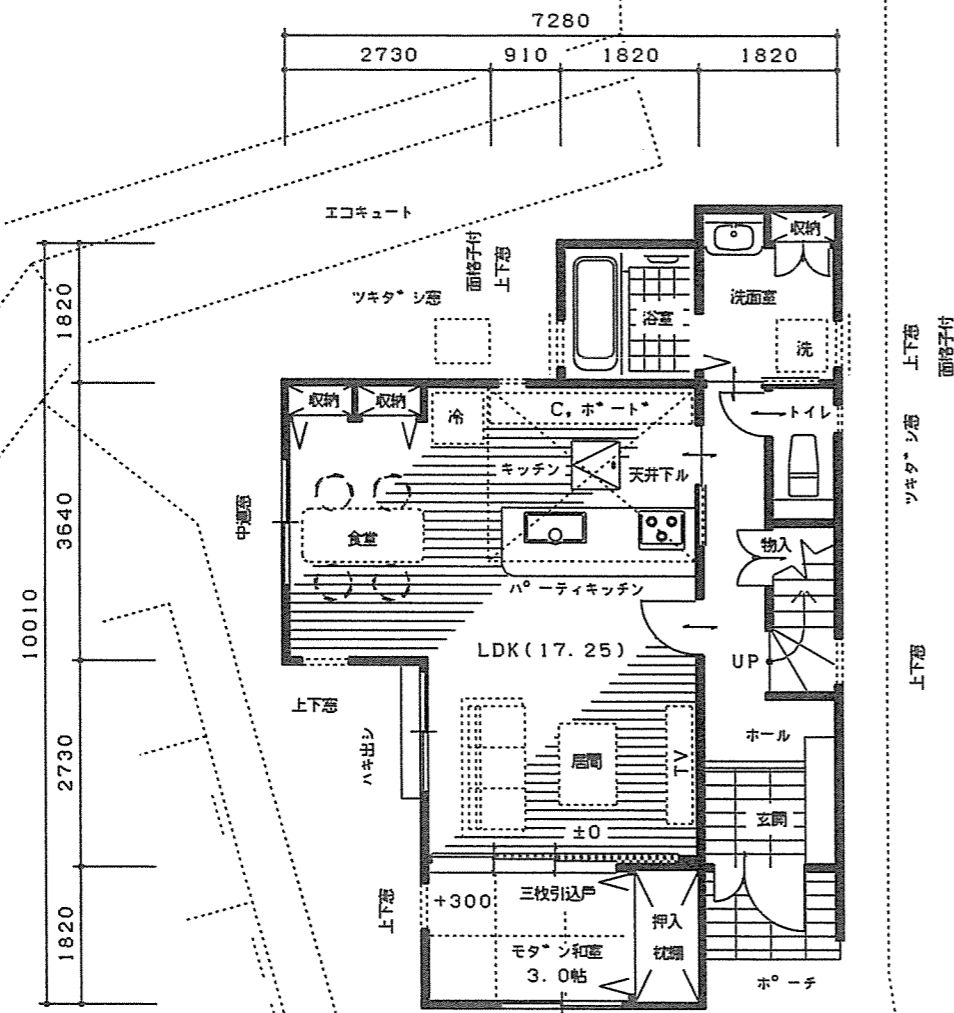 7280
2730
910
1820
1820
エコキュート
面格子付
上下窓
ツキダシ窓
収納
洗面室
浴室
洗
上下窓
面格子付
1820
収納
収納
冷
C,ボード
トイレ
キッチン
天井下ル
ツキダシ窓
中連窓
3640
食堂
物入
パーティキッチン
10010
LDK(17.25)
UP
上下窓
上下窓
ハキ出シ
2730
ホール
居間
TV
玄関
±0
上下窓
+300
三枚引込戸
押入
枕棚
1820
モダン和室
3.0帖
ポーチ